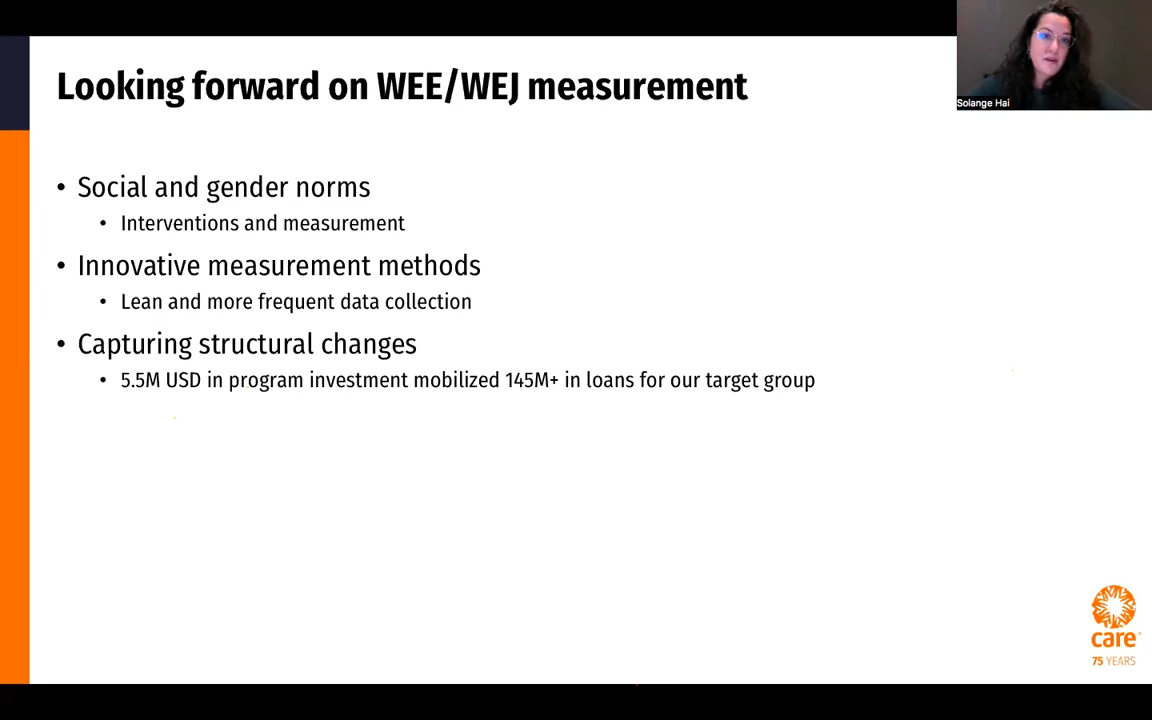 Looking forward on WEE/WEJ measurement
Solange Hai
• Social and gender norms
• Interventions and measurement
• Innovative measurement methods
• Lean and more frequent data collection
• Capturing structural changes
• 5.5M USD in program investment mobilized 145M+ in loans for our target group
care
75 YEARS